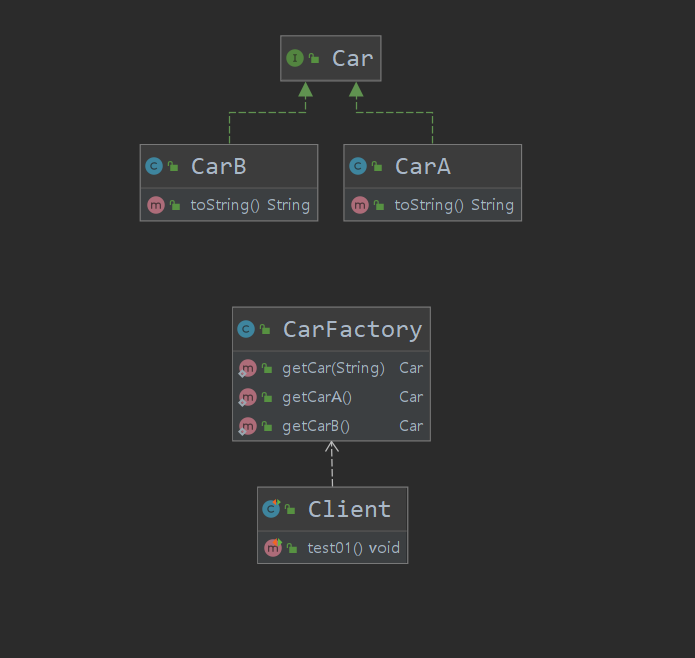 Car
CarB
toString() String
CarA
toString() String
CarFactory
getCar(String) Car
getCarA() Car
getCarB() Car
Client
test01() void